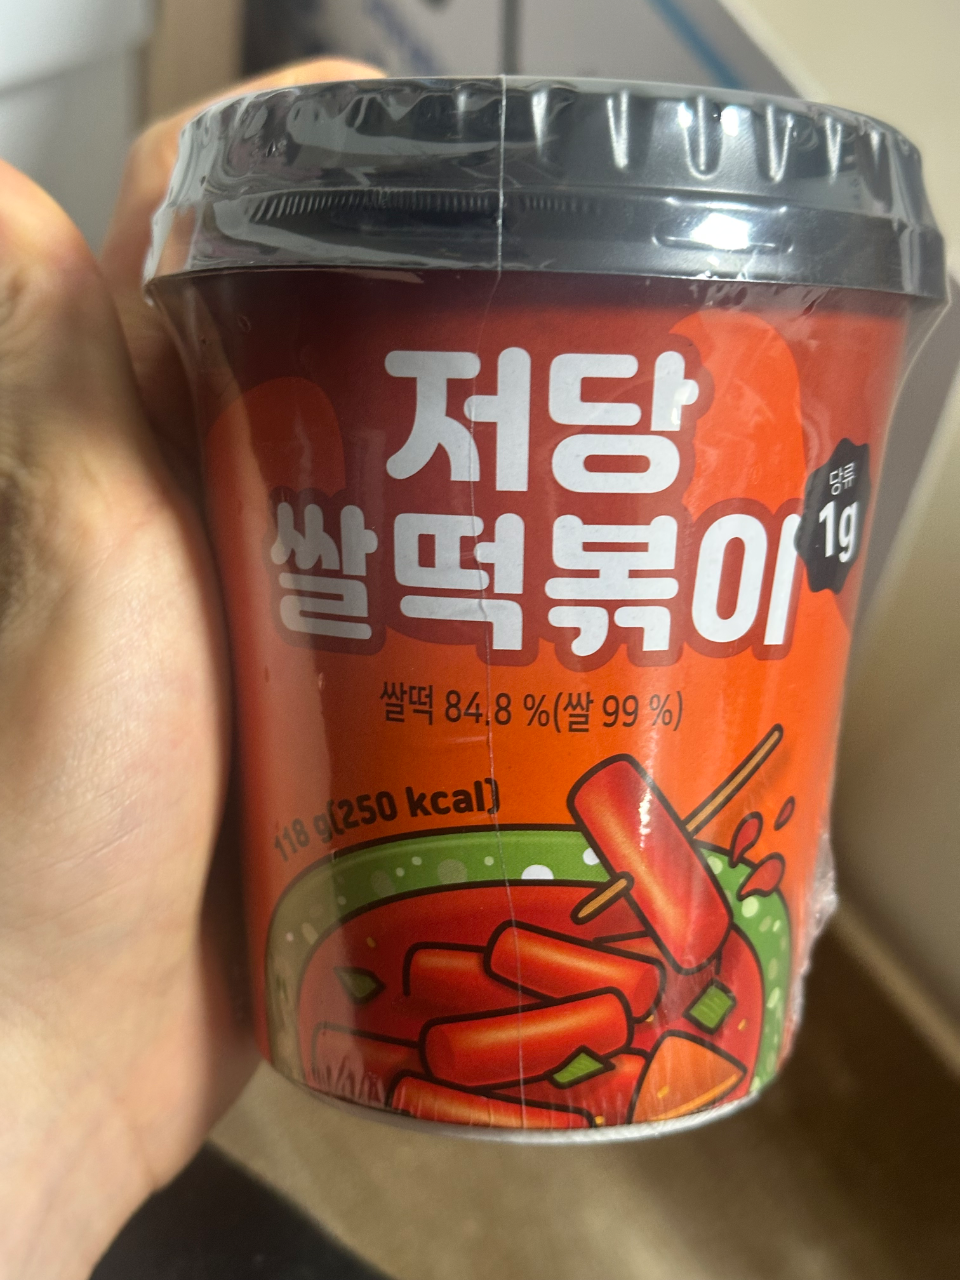 저당
쌀떡볶이
당류
1g
쌀떡 84.8 %(쌀 99 %)
118 g(250 kcal)